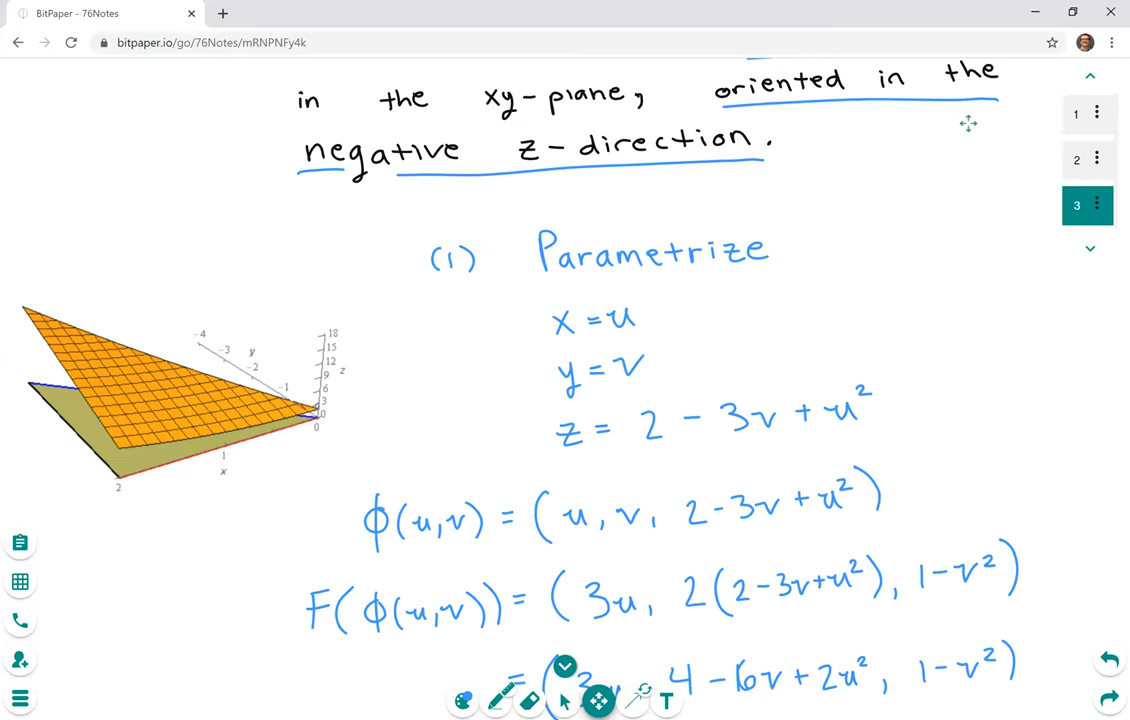 BitPaper - 76Notes
bitpaper.io/go/76Notes/mRNPNFy4k
in the xy-plane, oriented in the
negative z-direction.
1
2
3
(1) Parametrize
x = u
y = v
z = 2 - 3v + u²
ϕ(u,v) = (u, v, 2-3v+u²)
F(ϕ(u,v)) = (3u, 2(2-3v+u²), 1-v²)
= (3u, 4-6v+2u², 1-v²)
-4
-3
y
-2
-1
18
15
12
9
6
3
0
z
0
1
x
2
T